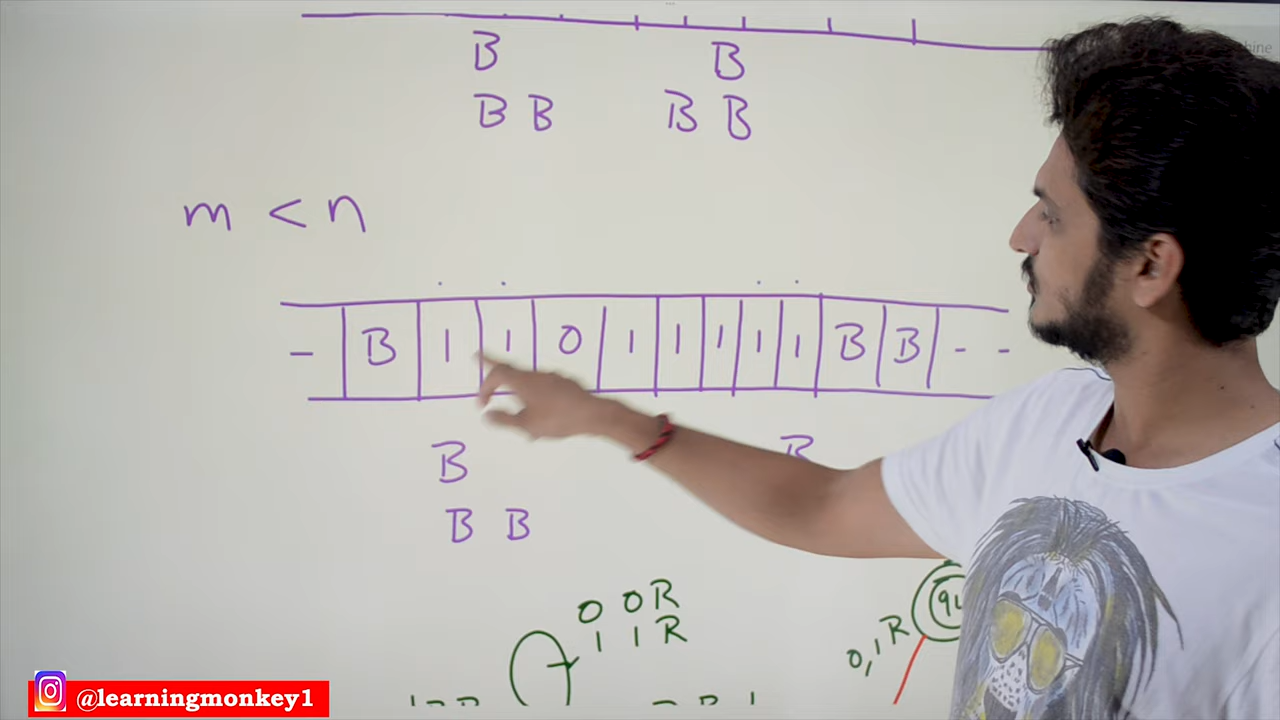 B B
B B B B
m < n
- B 1 1 0 1 1 1 1 1 B B - -
B B
B B
0 0 R
1 1 R
0,1 R
@learningmonkey1